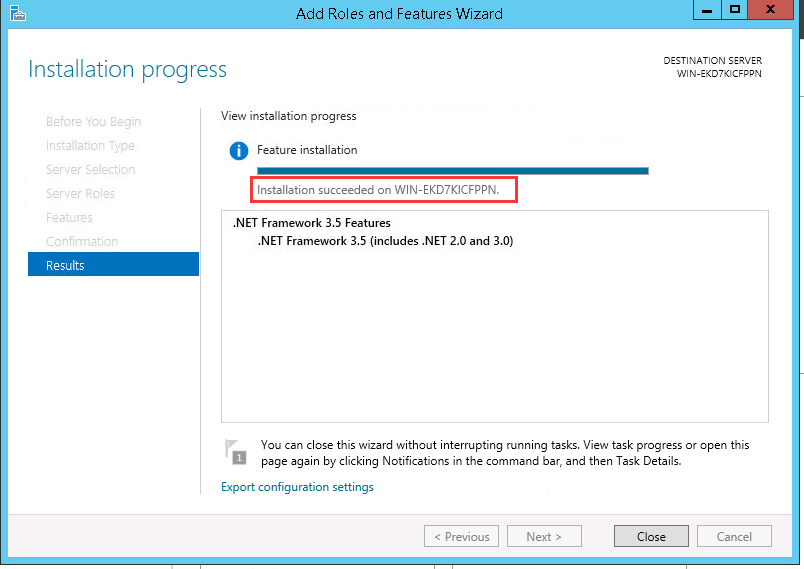 Add Roles and Features Wizard
Installation progress
DESTINATION SERVER
WIN-EKD7KICFPPN
Before You Begin
Installation Type
Server Selection
Server Roles
Features
Confirmation
Results
View installation progress
Feature installation
Installation succeeded on WIN-EKD7KICFPPN.
.NET Framework 3.5 Features
.NET Framework 3.5 (includes .NET 2.0 and 3.0)
1
You can close this wizard without interrupting running tasks. View task progress or open this
page again by clicking Notifications in the command bar, and then Task Details.
Export configuration settings
< Previous
Next >
Close
Cancel